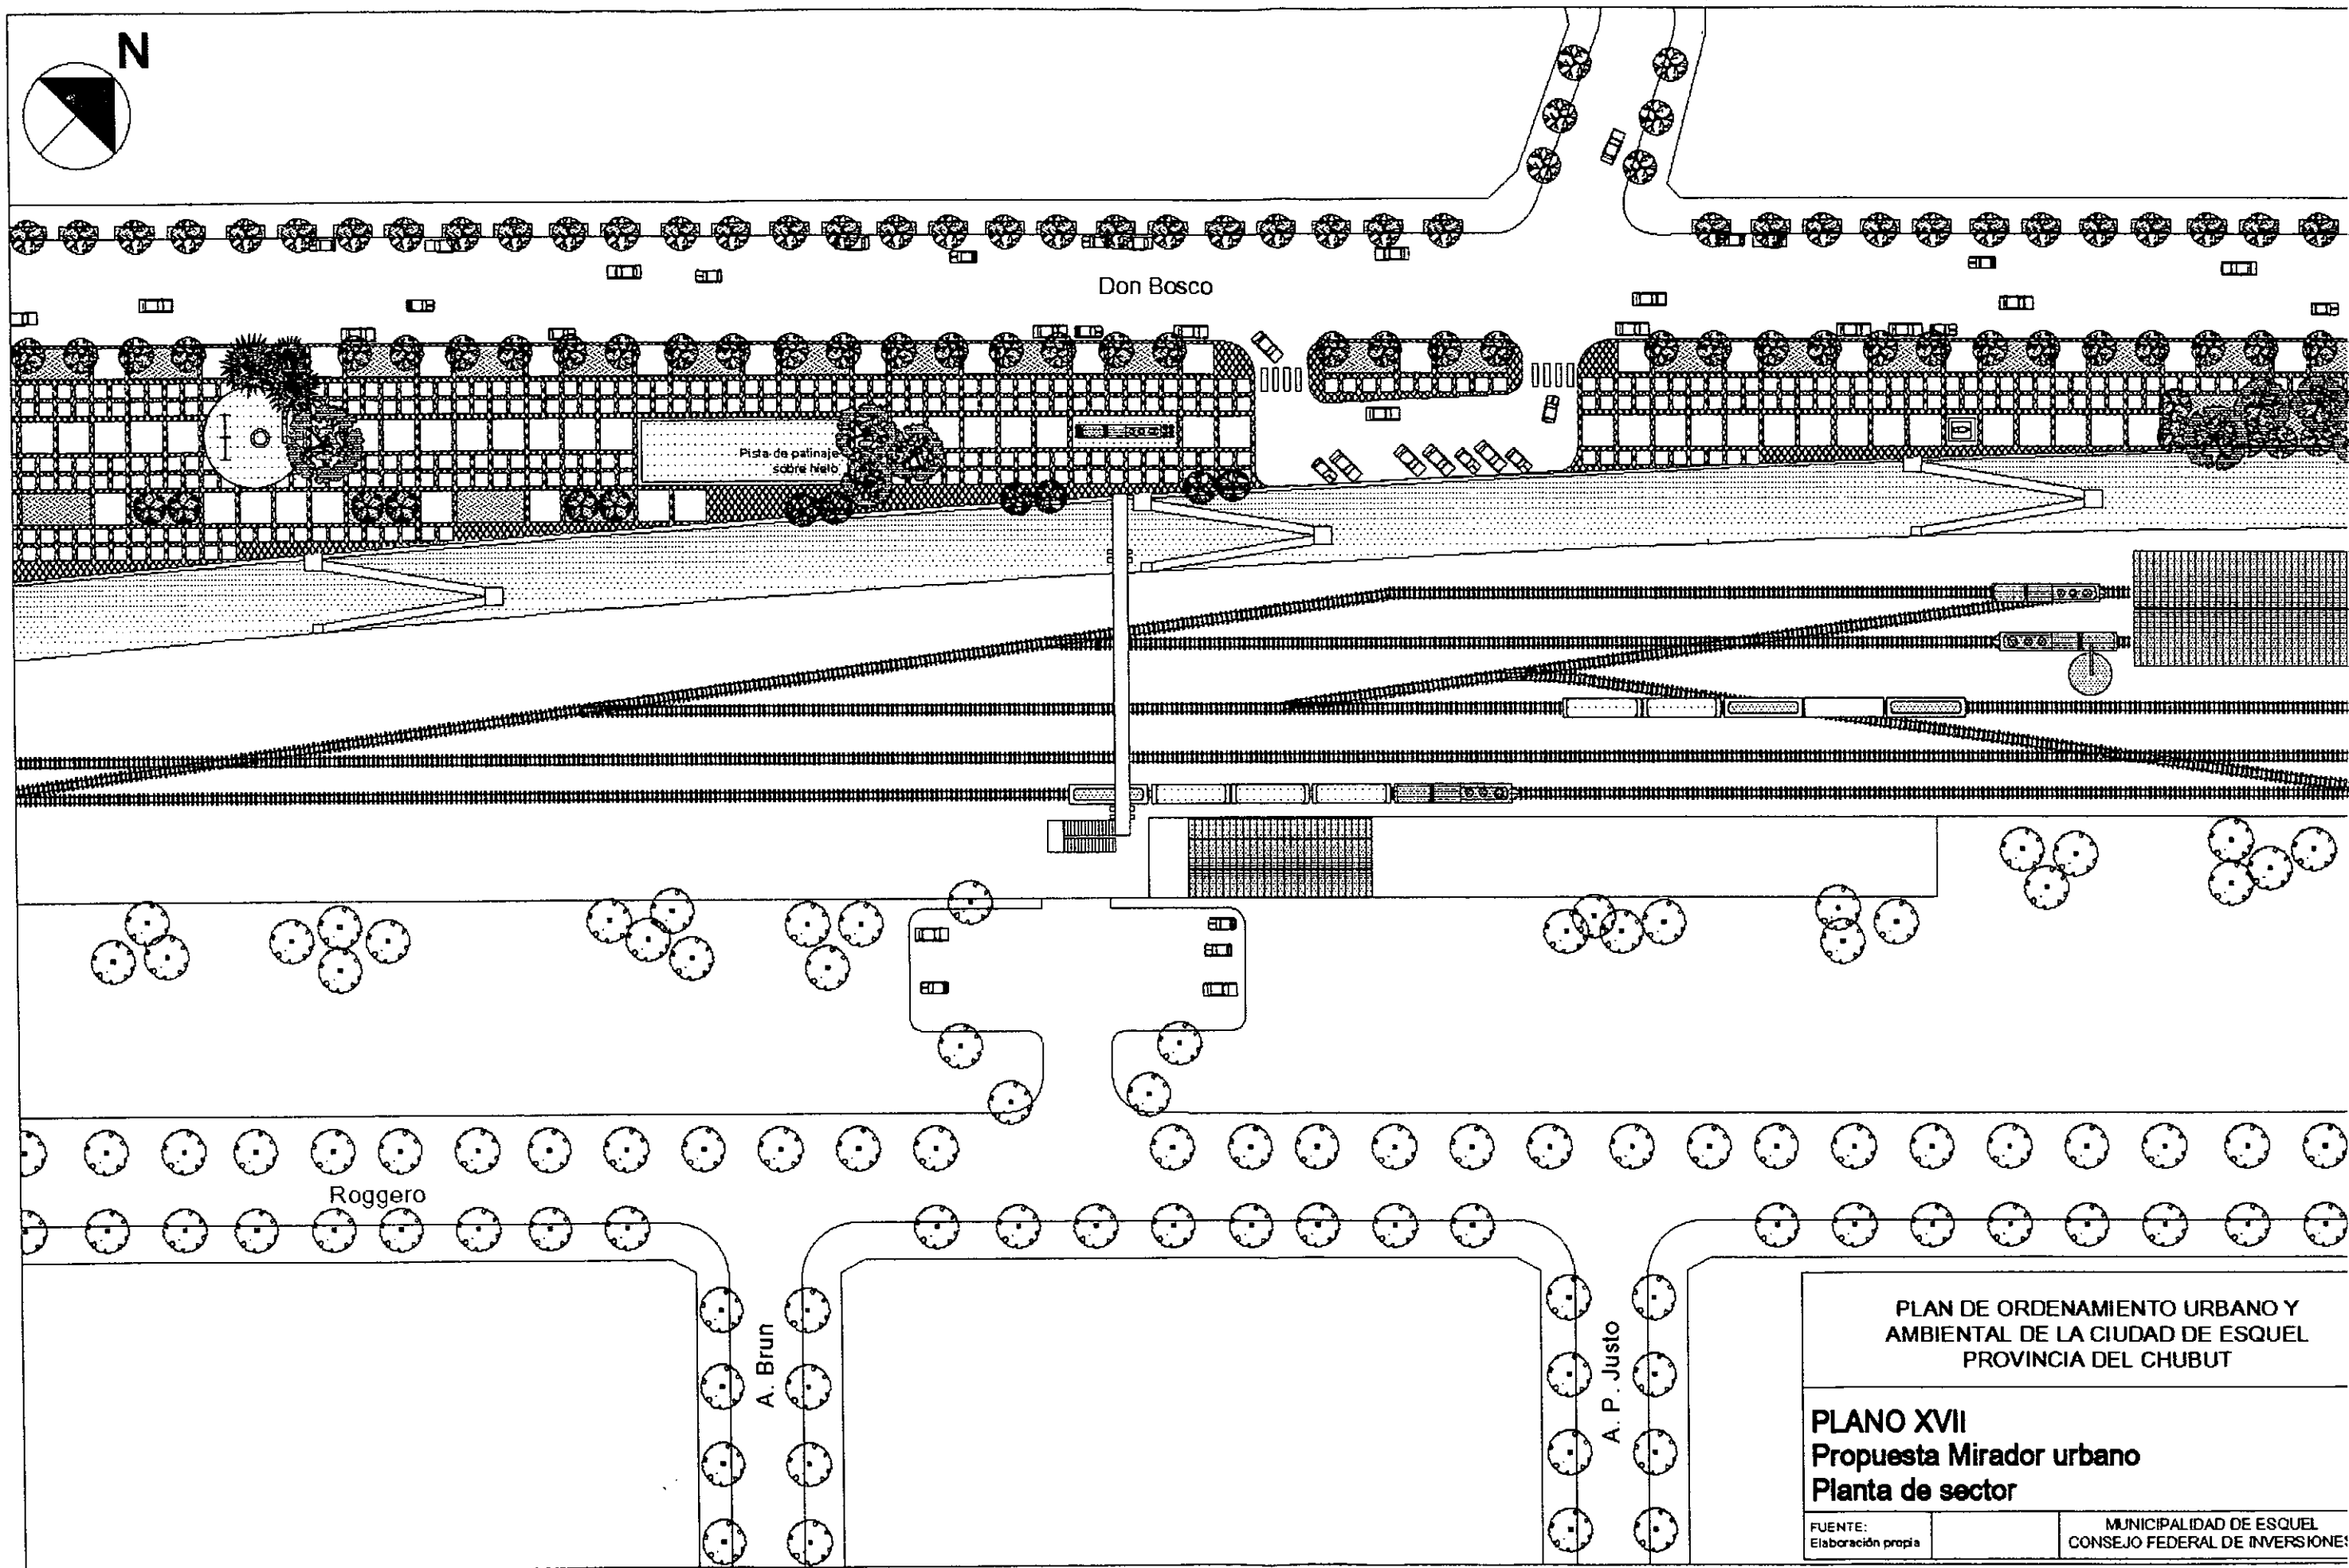 N
Don Bosco
Pista de patinaje
sobre hielo
Roggero
A. Brun
A. P. Justo
PLAN DE ORDENAMIENTO URBANO Y
AMBIENTAL DE LA CIUDAD DE ESQUEL
PROVINCIA DEL CHUBUT
PLANO XVII
Propuesta Mirador urbano
Planta de sector
FUENTE:
Elaboración propia
MUNICIPALIDAD DE ESQUEL
CONSEJO FEDERAL DE INVERSIONES